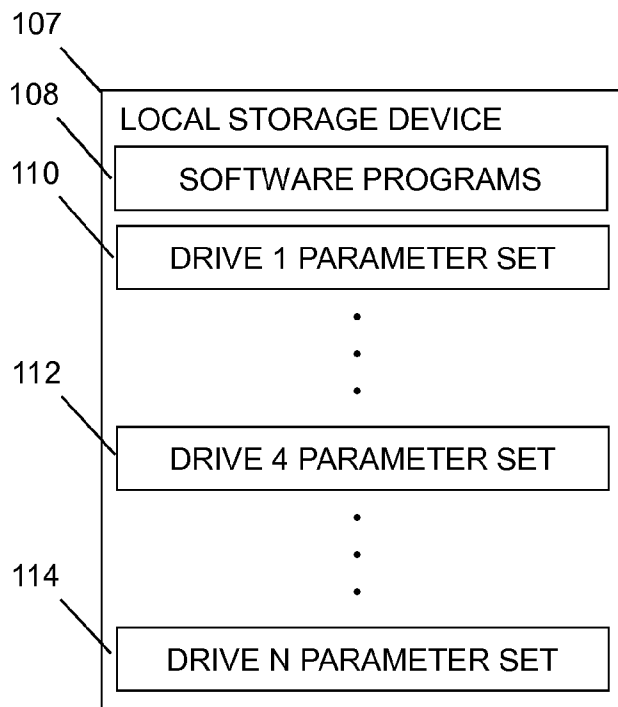 107
LOCAL STORAGE DEVICE
108
SOFTWARE PROGRAMS
110
DRIVE 1 PARAMETER SET
112
DRIVE 4 PARAMETER SET
114
DRIVE N PARAMETER SET